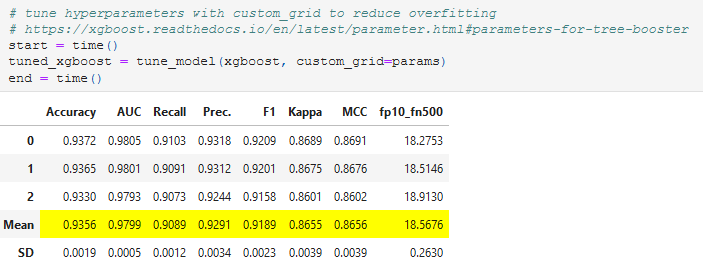 # tune hyperparameters with custom_grid to reduce overfitting
# https://xgboost.readthedocs.io/en/latest/parameter.html#parameters-for-tree-booster
start = time()
tuned_xgboost = tune_model(xgboost, custom_grid=params)
end = time()
Accuracy AUC Recall Prec. F1 Kappa MCC fp10_fn500
0 0.9372 0.9805 0.9103 0.9318 0.9209 0.8689 0.8691 18.2753
1 0.9365 0.9801 0.9091 0.9312 0.9201 0.8675 0.8676 18.5146
2 0.9330 0.9793 0.9073 0.9244 0.9158 0.8601 0.8602 18.9130
Mean 0.9356 0.9799 0.9089 0.9291 0.9189 0.8655 0.8656 18.5676
SD 0.0019 0.0005 0.0012 0.0034 0.0023 0.0039 0.0039 0.2630